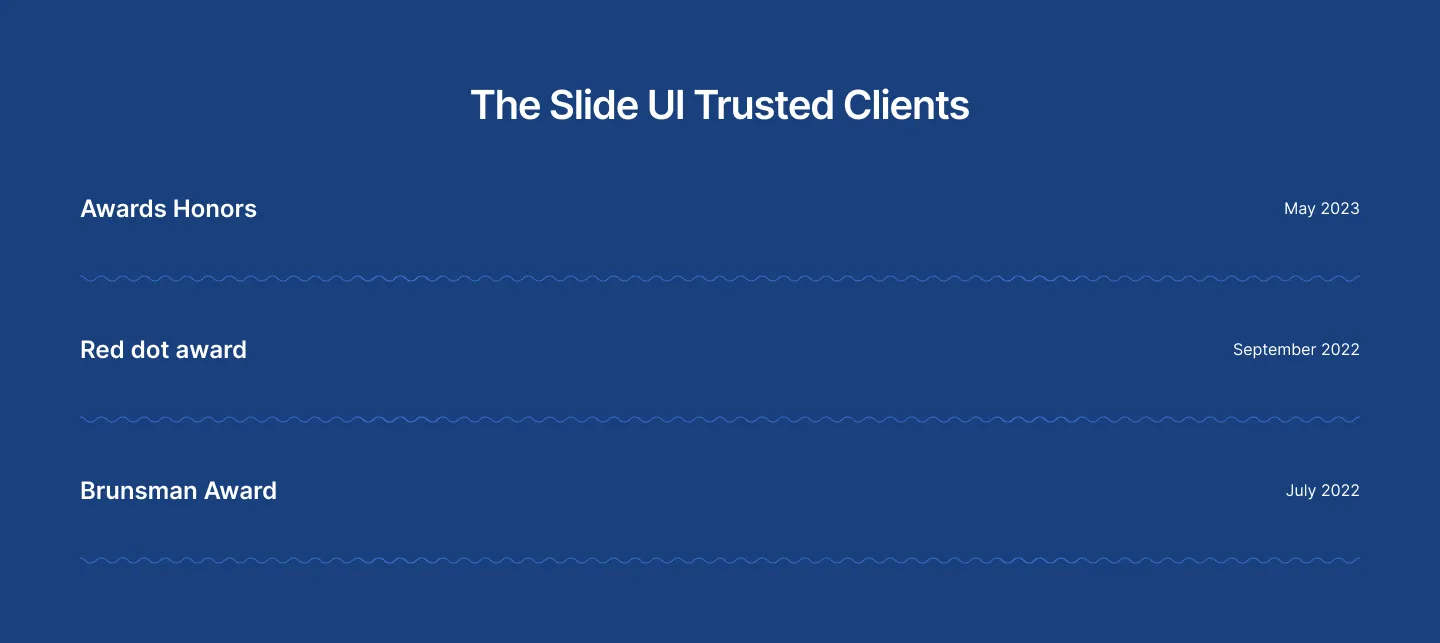 The Slide UI Trusted Clients
Awards Honors
May 2023
Red dot award
September 2022
Brunsman Award
July 2022